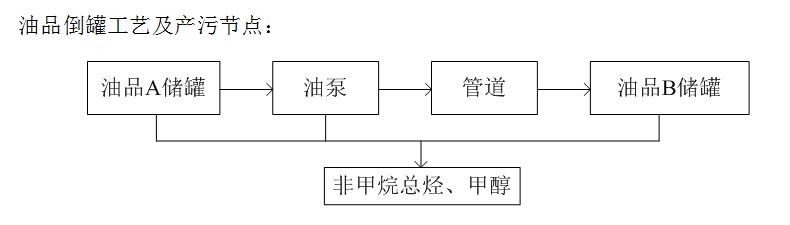 油品倒罐工艺及产污节点：
油品A储罐
油泵
管道
油品B储罐
非甲烷总烃、甲醇